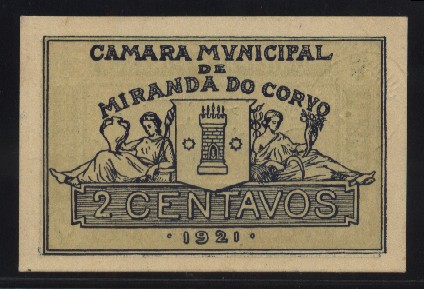 CAMARA MVNICIPAL
DE
MIRANDA DO CORVO
2 CENTAVOS
· 1921 ·